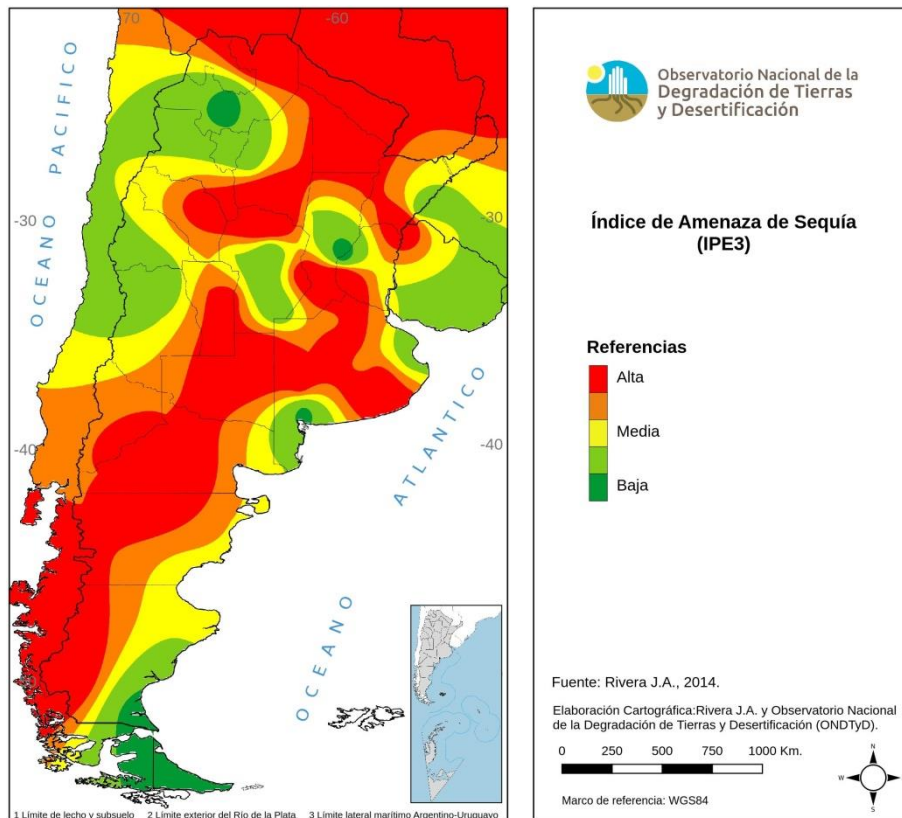 70
-60
OCEANO PACIFICO
-30
-30
-40
-40
OCEANO ATLANTICO
1 Límite de lecho y subsuelo 2 Límite exterior del Río de la Plata 3 Límite lateral marítimo Argentino-Uruguayo
Observatorio Nacional de la
Degradación de Tierras
y Desertificación
Índice de Amenaza de Sequía
(IPE3)
Referencias
Alta
Media
Baja
Fuente: Rivera J.A., 2014.
Elaboración Cartográfica:Rivera J.A. y Observatorio Nacional
de la Degradación de Tierras y Desertificación (ONDTyD).
0 250 500 750 1000 Km.
Marco de referencia: WGS84
N
W
E
S